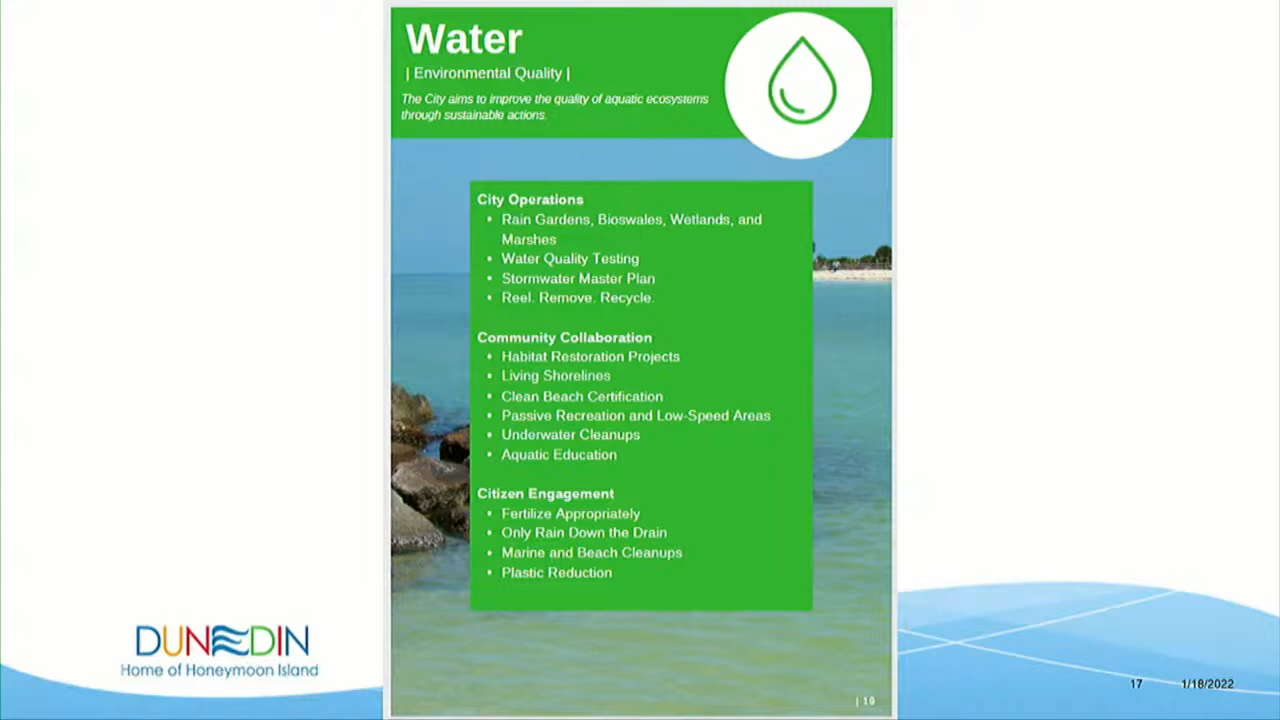 Water
| Environmental Quality |
The City aims to improve the quality of aquatic ecosystems
through sustainable actions.
City Operations
• Rain Gardens, Bioswales, Wetlands, and
Marshes
• Water Quality Testing
• Stormwater Master Plan
• Reel. Remove. Recycle.
Community Collaboration
• Habitat Restoration Projects
• Living Shorelines
• Clean Beach Certification
• Passive Recreation and Low-Speed Areas
• Underwater Cleanups
• Aquatic Education
Citizen Engagement
• Fertilize Appropriately
• Only Rain Down the Drain
• Marine and Beach Cleanups
• Plastic Reduction
| 19
DUNEDIN
Home of Honeymoon Island
17 1/18/2022